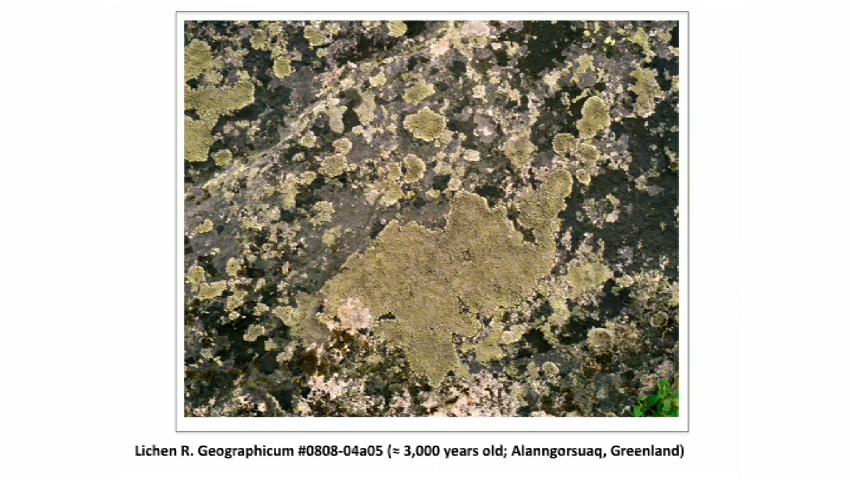 Lichen R. Geographicum #0808-04a05 (≈ 3,000 years old; Alanngorsuaq, Greenland)